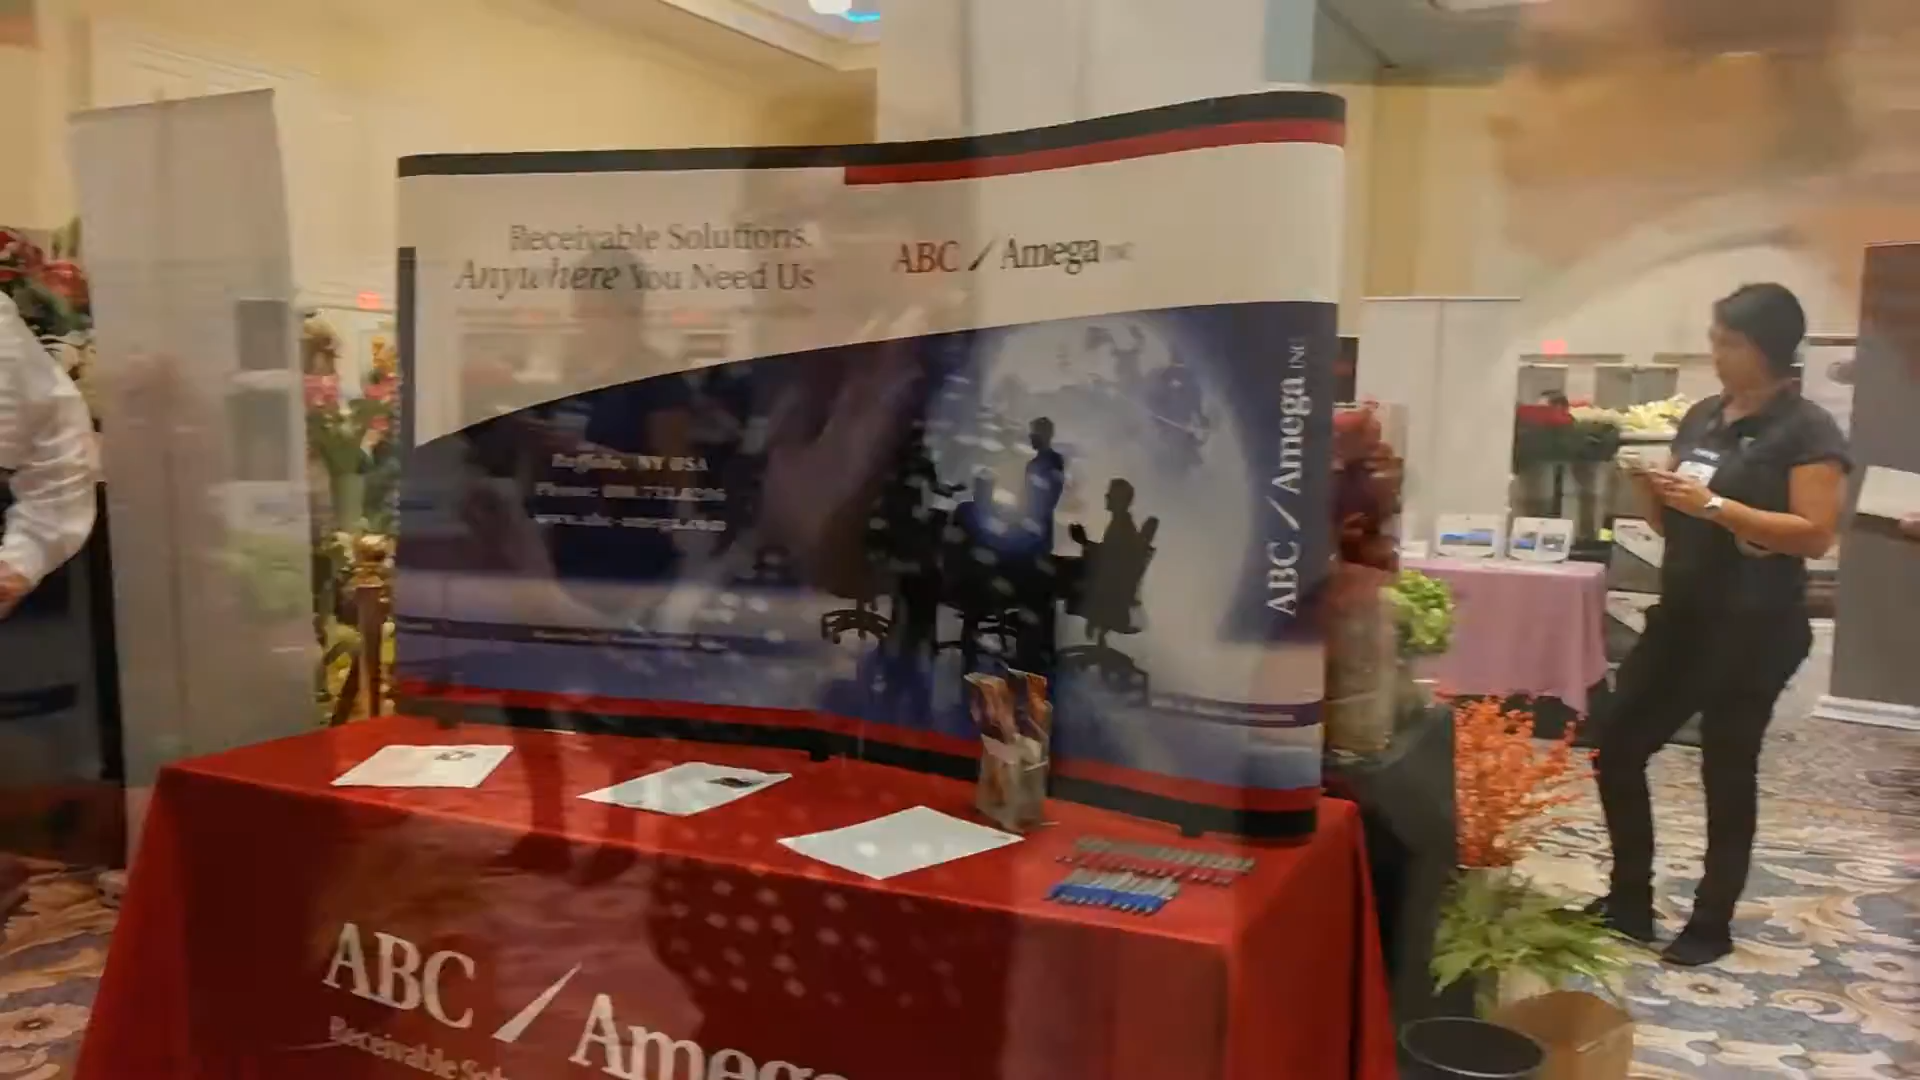 Receivable Solutions.
Anywhere You Need Us
ABC / Amega INC
Buffalo, NY USA
www.abc-amega.com
ABC / Amega INC
ABC / Amega
Receivable